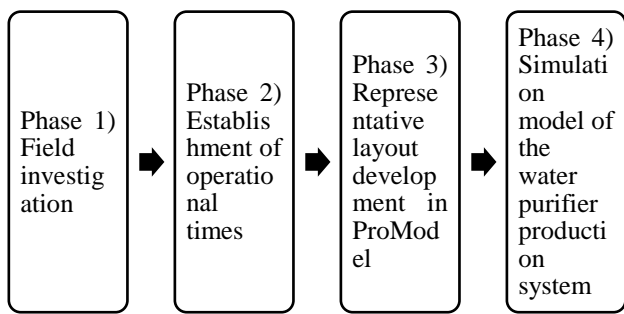 Phase 1)
Field
investig
ation
Phase 2)
Establis
hment of
operatio
nal
times
Phase 3)
Represe
ntative
layout
develop
ment in
ProMod
el
Phase 4)
Simulati
on
model of
the
water
purifier
producti
on
system